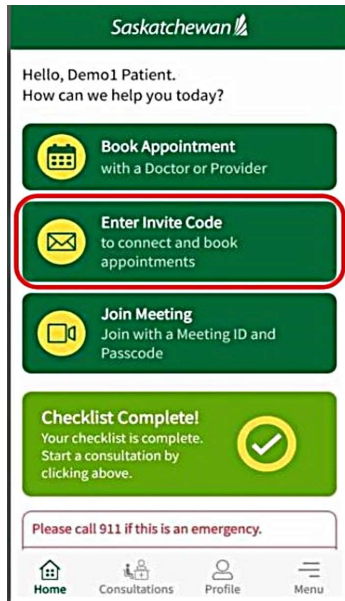 Saskatchewan
Hello, Demo1 Patient.
How can we help you today?
Book Appointment
with a Doctor or Provider
Enter Invite Code
to connect and book
appointments
Join Meeting
Join with a Meeting ID and
Passcode
Checklist Complete!
Your checklist is complete.
Start a consultation by
clicking above.
Please call 911 if this is an emergency.
Home Consultations Profile Menu